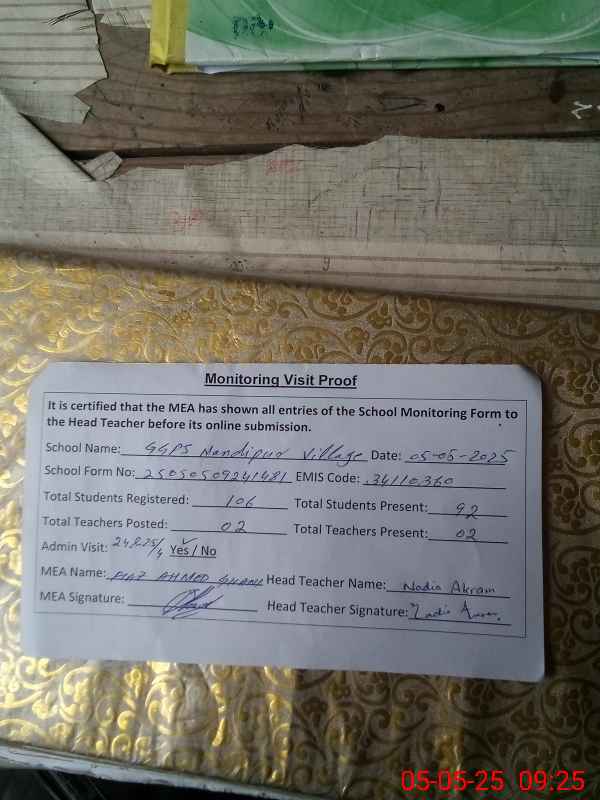 Monitoring Visit Proof
It is certified that the MEA has shown all entries of the School Monitoring Form to
the Head Teacher before its online submission.
School Name: GGPS Nandipur Village Date: 05-05-2025
School Form No: 25050509241481 EMIS Code: 34110360
Total Students Registered: 106 Total Students Present: 92
Total Teachers Posted: 02 Total Teachers Present: 02
Admin Visit: Yes / No
MEA Name: AHMED Head Teacher Name: Nadia Akram
MEA Signature: Head Teacher Signature: Nadia
05-05-25 09:25